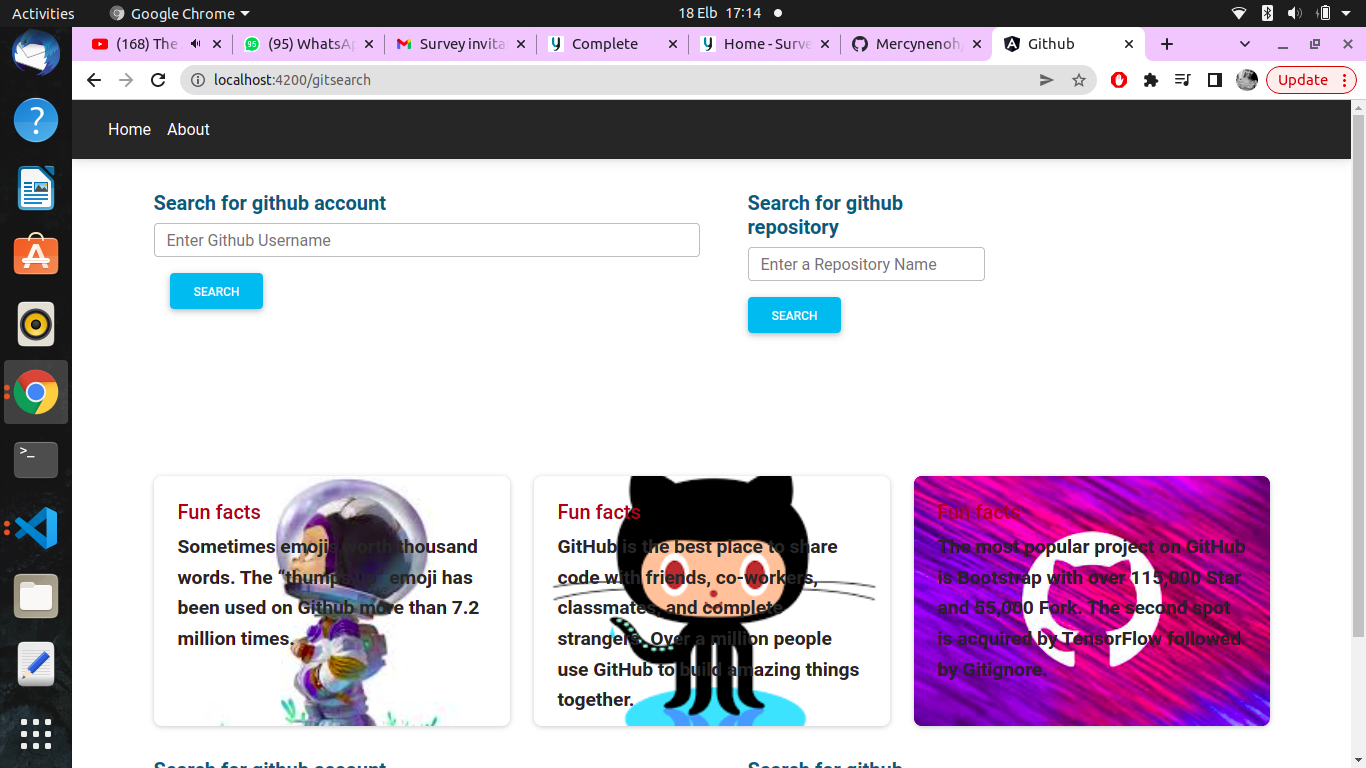 Activities
Google Chrome
18 Elb 17:14
(168) The
(95) WhatsAp
Survey invita
Complete
Home - Surve
Mercynenoh/
Github
localhost:4200/gitsearch
Update
Home
About
Search for github account
Enter Github Username
SEARCH
Search for github
repository
Enter a Repository Name
SEARCH
Fun facts
Sometimes emojis worth thousand
words. The “thumps up” emoji has
been used on Github more than 7.2
million times.
Fun facts
GitHub is the best place to share
code with friends, co-workers,
classmates, and complete
strangers. Over a million people
use GitHub to build amazing things
together.
Fun facts
The most popular project on GitHub
is Bootstrap with over 115,000 Star
and 55,000 Fork. The second spot
is acquired by TensorFlow followed
by Gitignore.
Search for github account
Search for github